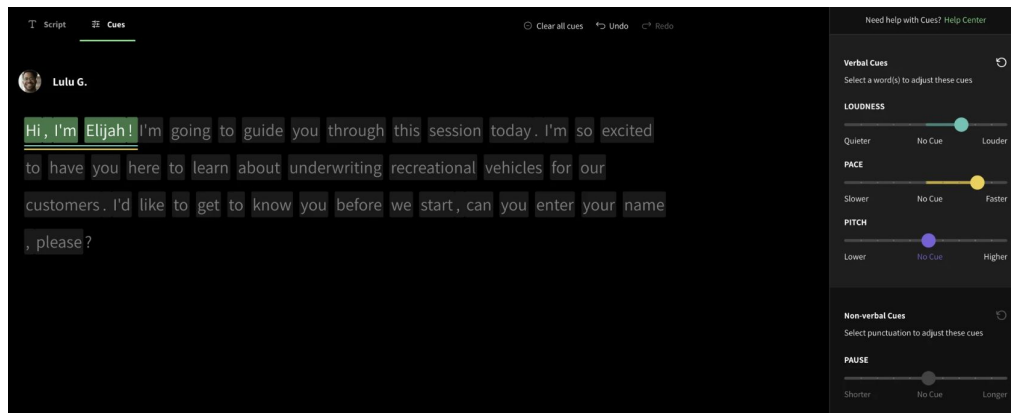 Script Cues Clear all cues Undo Redo
Lulu G.
Hi, I'm Elijah! I'm going to guide you through this session today. I'm so excited
to have you here to learn about underwriting recreational vehicles for our
customers. I'd like to get to know you before we start, can you enter your name
, please?
Need help with Cues? Help Center
Verbal Cues
Select a word(s) to adjust these cues
LOUDNESS
Quieter No Cue Louder
PACE
Slower No Cue Faster
PITCH
Lower No Cue Higher
Non-verbal Cues
Select punctuation to adjust these cues
PAUSE
Shorter No Cue Longer